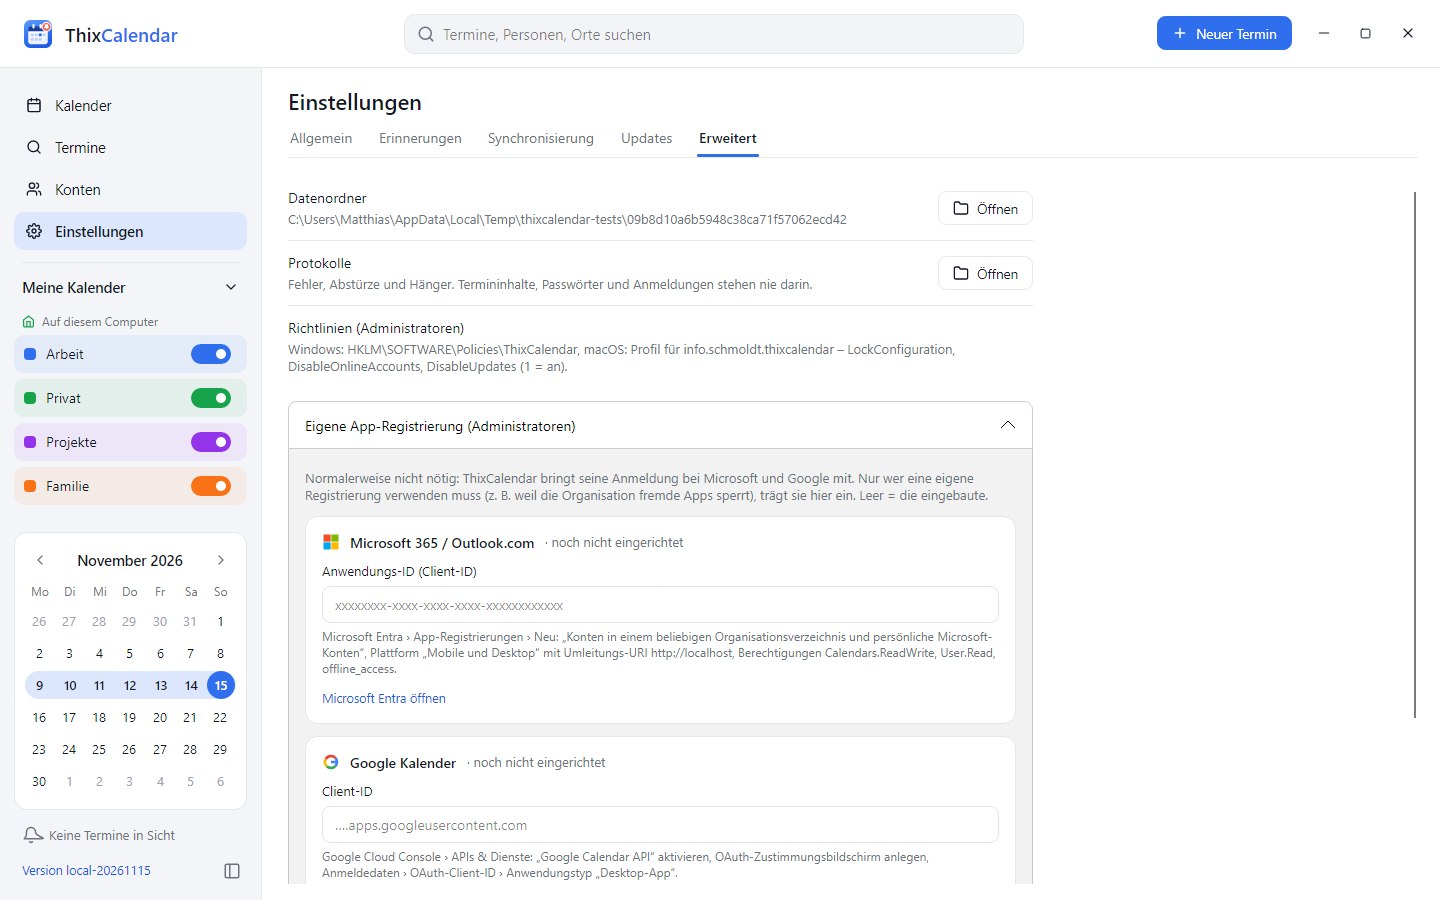 ThixCalendar
Termine, Personen, Orte suchen
Neuer Termin
Kalender
Termine
Konten
Einstellungen
Meine Kalender
Auf diesem Computer
Arbeit
Privat
Projekte
Familie
November 2026
Mo Di Mi Do Fr Sa So
26 27 28 29 30 31 1
2 3 4 5 6 7 8
9 10 11 12 13 14 15
16 17 18 19 20 21 22
23 24 25 26 27 28 29
30 1 2 3 4 5 6
Keine Termine in Sicht
Version local-20261115
Einstellungen
Allgemein Erinnerungen Synchronisierung Updates Erweitert
Datenordner
C:\Users\Matthias\AppData\Local\Temp\thixcalendar-tests\09b8d10a6b5948c38ca71f57062ecd42
Öffnen
Protokolle
Fehler, Abstürze und Hänger. Termininhalte, Passwörter und Anmeldungen stehen nie darin.
Öffnen
Richtlinien (Administratoren)
Windows: HKLM\SOFTWARE\Policies\ThixCalendar, macOS: Profil für info.schmoldt.thixcalendar – LockConfiguration,
DisableOnlineAccounts, DisableUpdates (1 = an).
Eigene App-Registrierung (Administratoren)
Normalerweise nicht nötig: ThixCalendar bringt seine Anmeldung bei Microsoft und Google mit. Nur wer eine eigene
Registrierung verwenden muss (z. B. weil die Organisation fremde Apps sperrt), trägt sie hier ein. Leer = die eingebaute.
Microsoft 365 / Outlook.com · noch nicht eingerichtet
Anwendungs-ID (Client-ID)
xxxxxxxx-xxxx-xxxx-xxxx-xxxxxxxxxxxx
Microsoft Entra › App-Registrierungen › Neu: „Konten in einem beliebigen Organisationsverzeichnis und persönliche Microsoft-
Konten“, Plattform „Mobile und Desktop“ mit Umleitungs-URI http://localhost, Berechtigungen Calendars.ReadWrite, User.Read,
offline_access.
Microsoft Entra öffnen
Google Kalender · noch nicht eingerichtet
Client-ID
....apps.googleusercontent.com
Google Cloud Console › APIs & Dienste: „Google Calendar API“ aktivieren, OAuth-Zustimmungsbildschirm anlegen,
Anmeldedaten › OAuth-Client-ID › Anwendungstyp „Desktop-App“.